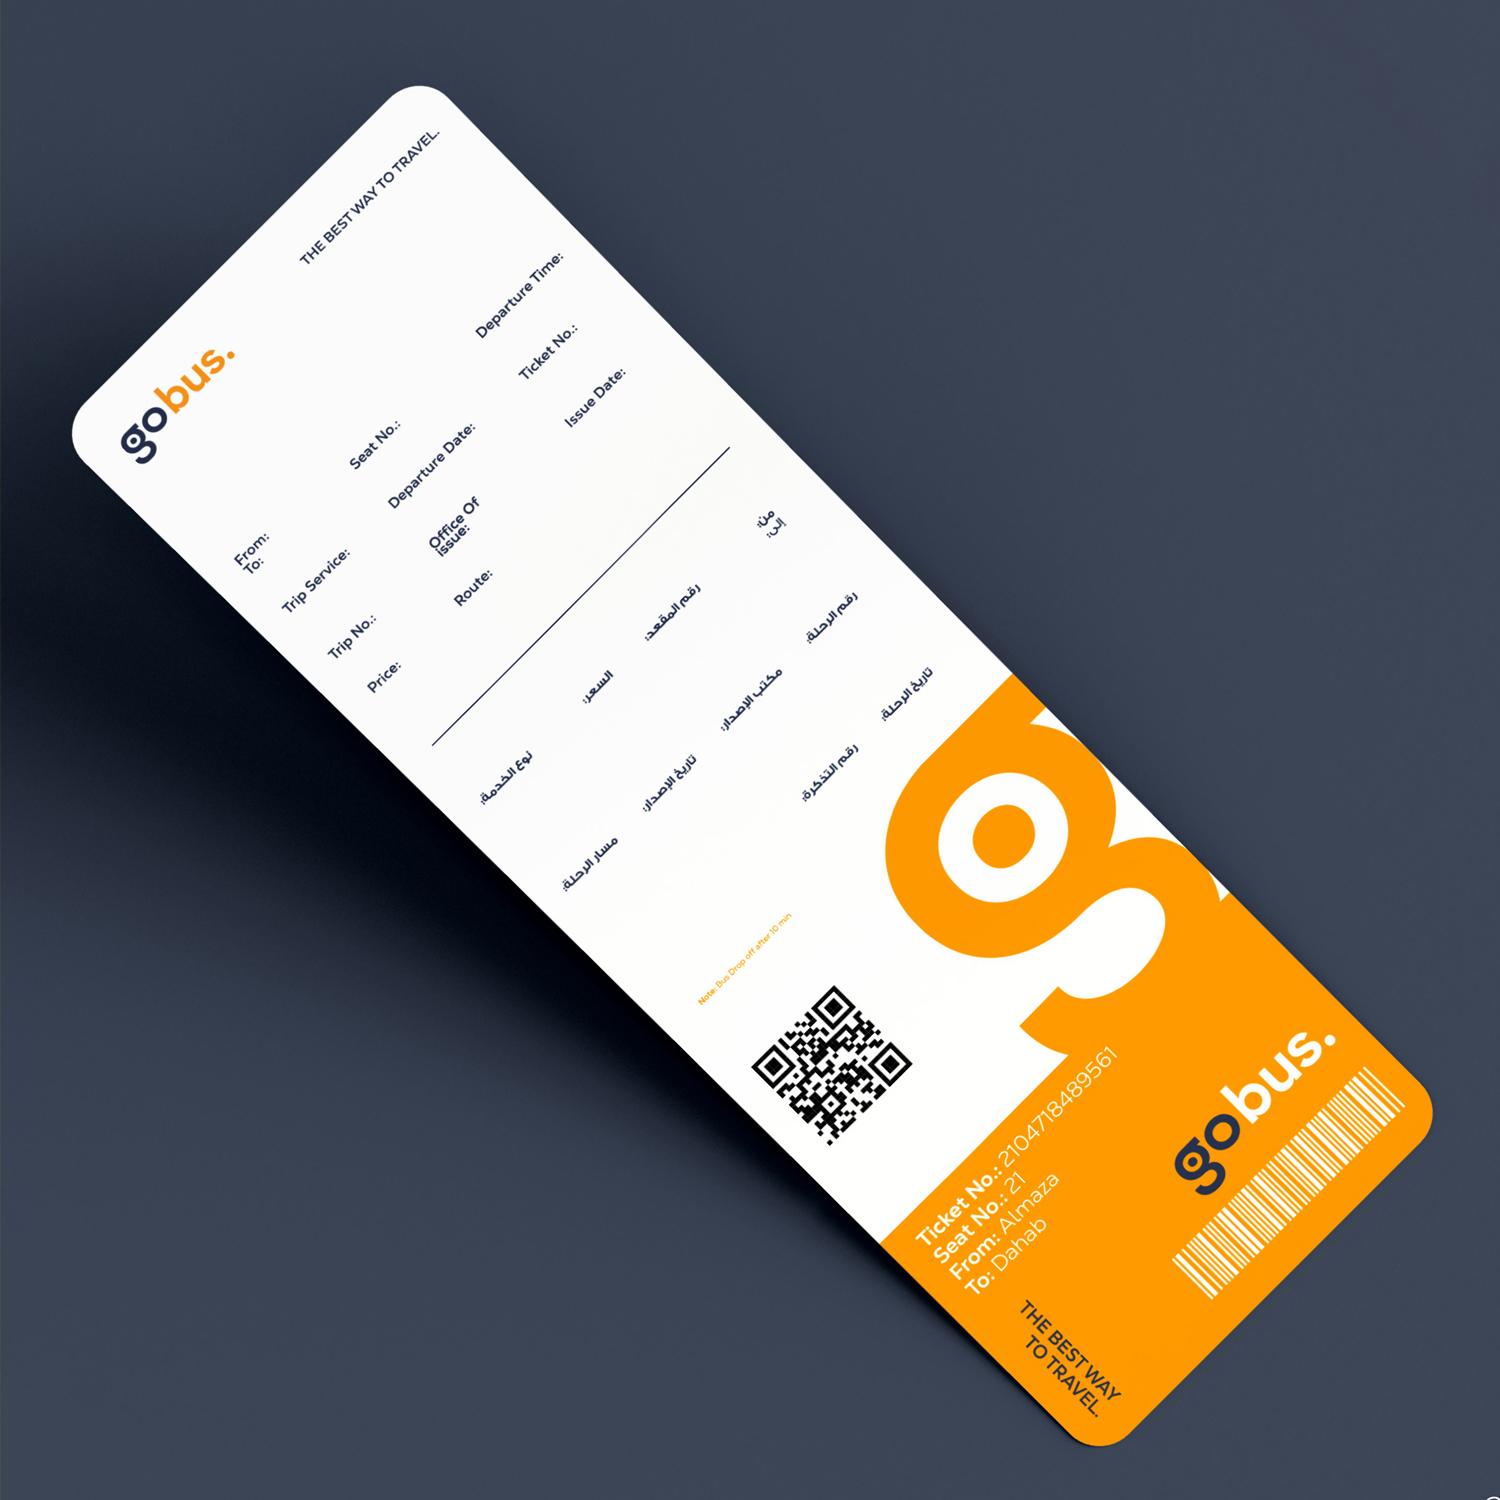 gobus.
THE BEST WAY TO TRAVEL.
From:
To:
Seat No.:
Departure Time:
Trip Service:
Departure Date:
Ticket No.:
Trip No.:
Office Of
issue:
Issue Date:
Price:
Route:
من:
إلى:
رقم المقعد:
رقم الرحلة:
السعر:
مكتب الإصدار:
تاريخ الرحلة:
نوع الخدمة:
تاريخ الإصدار:
رقم التذكرة:
مسار الرحلة:
Note: Bus Drop off after 10 min
g
Ticket No.: 2104718489561
Seat No.: 21
From: Almaza
To: Dahab
gobus.
THE BEST WAY
TO TRAVEL.